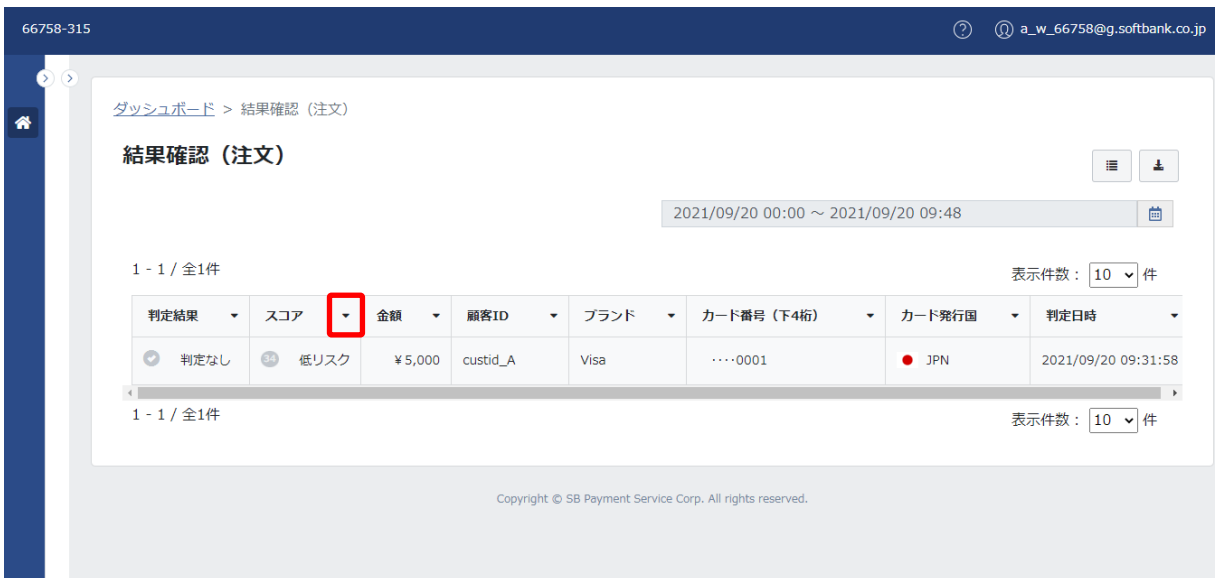 66758-315
a_w_66758@g.softbank.co.jp
ダッシュボード > 結果確認（注文）
結果確認（注文）
2021/09/20 00:00 ～ 2021/09/20 09:48
1 - 1 / 全1件
表示件数： 10 件
判定結果 スコア 金額 顧客ID ブランド カード番号（下4桁） カード発行国 判定日時
判定なし 34 低リスク ¥5,000 custid_A Visa ････0001 JPN 2021/09/20 09:31:58
1 - 1 / 全1件
表示件数： 10 件
Copyright © SB Payment Service Corp. All rights reserved.